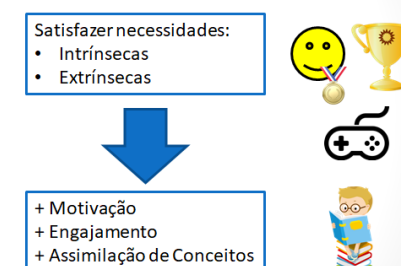 Satisfazer necessidades:
• Intrínsecas
• Extrínsecas
+ Motivação
+ Engajamento
+ Assimilação de Conceitos